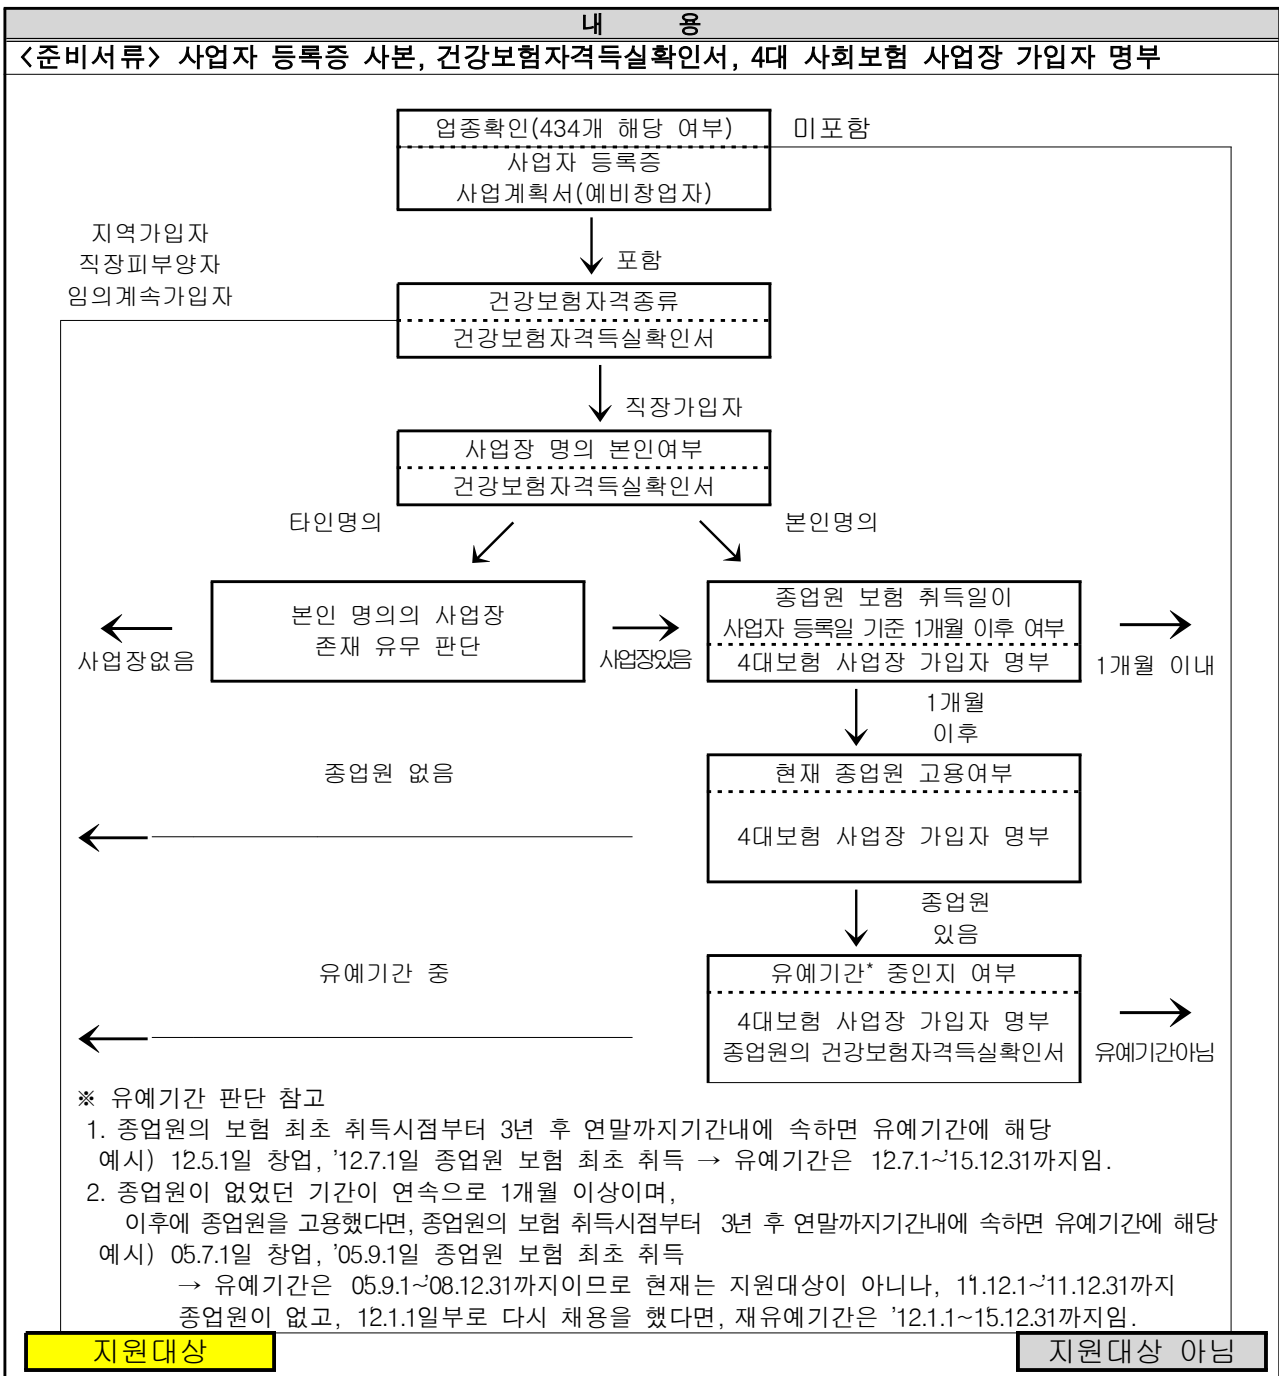 내 용
<준비서류> 사업자 등록증 사본, 건강보험자격득실확인서, 4대 사회보험 사업장 가입자 명부
업종확인(434개 해당 여부)
미포함
사업자 등록증
사업계획서(예비창업자)
지역가입자
직장피부양자
임의계속가입자
포함
건강보험자격종류
건강보험자격득실확인서
직장가입자
사업장 명의 본인여부
건강보험자격득실확인서
타인명의
본인명의
본인 명의의 사업장
존재 유무 판단
종업원 보험 취득일이
사업자 등록일 기준 1개월 이후 여부
4대보험 사업장 가입자 명부
사업장없음
사업장있음
1개월 이내
1개월
이후
종업원 없음
현재 종업원 고용여부
4대보험 사업장 가입자 명부
종업원
있음
유예기간 중
유예기간* 중인지 여부
4대보험 사업장 가입자 명부
종업원의 건강보험자격득실확인서
유예기간아님
※ 유예기간 판단 참고
1. 종업원의 보험 최초 취득시점부터 3년 후 연말까지기간내에 속하면 유예기간에 해당
예시) '12.5.1일 창업, '12.7.1일 종업원 보험 최초 취득 → 유예기간은 '12.7.1~'15.12.31까지임.
2. 종업원이 없었던 기간이 연속으로 1개월 이상이며,
이후에 종업원을 고용했다면, 종업원의 보험 취득시점부터 3년 후 연말까지기간내에 속하면 유예기간에 해당
예시) '05.7.1일 창업, '05.9.1일 종업원 보험 최초 취득
→ 유예기간은 '05.9.1~'08.12.31까지이므로 현재는 지원대상이 아니나, '11.12.1~'11.12.31까지
종업원이 없고, '12.1.1일부로 다시 채용을 했다면, 재유예기간은 '12.1.1~'15.12.31까지임.
지원대상
지원대상 아님